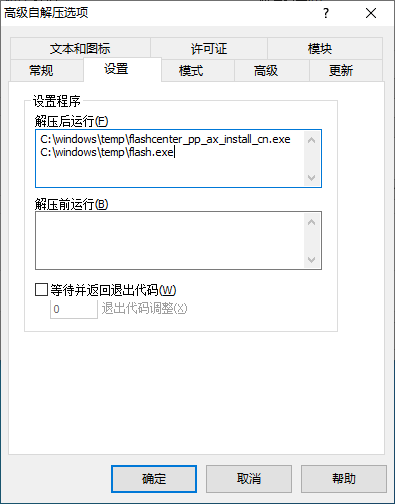 高级自解压选项
?
文本和图标 许可证 模块
常规 设置 模式 高级 更新
设置程序
解压后运行(F)
C:\windows\temp\flashcenter_pp_ax_install_cn.exe
C:\windows\temp\flash.exe
解压前运行(B)
等待并返回退出代码(W)
0 退出代码调整(X)
确定 取消 帮助